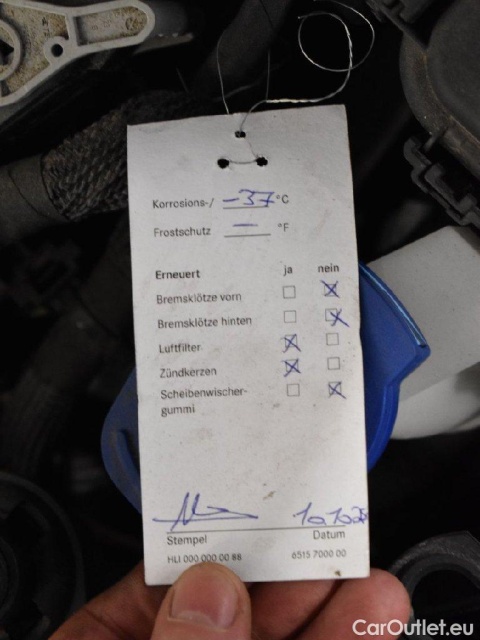 Korrosions-/ -37 °C
Frostschutz — °F
Erneuert ja nein
Bremsklötze vorn ☐ ☒
Bremsklötze hinten ☐ ☒
Luftfilter ☒ ☐
Zündkerzen ☒ ☐
Scheibenwischer- ☐ ☒
gummi
Stempel Datum
HLI 000 000 00 88 6515 7000 00
CarOutlet.eu